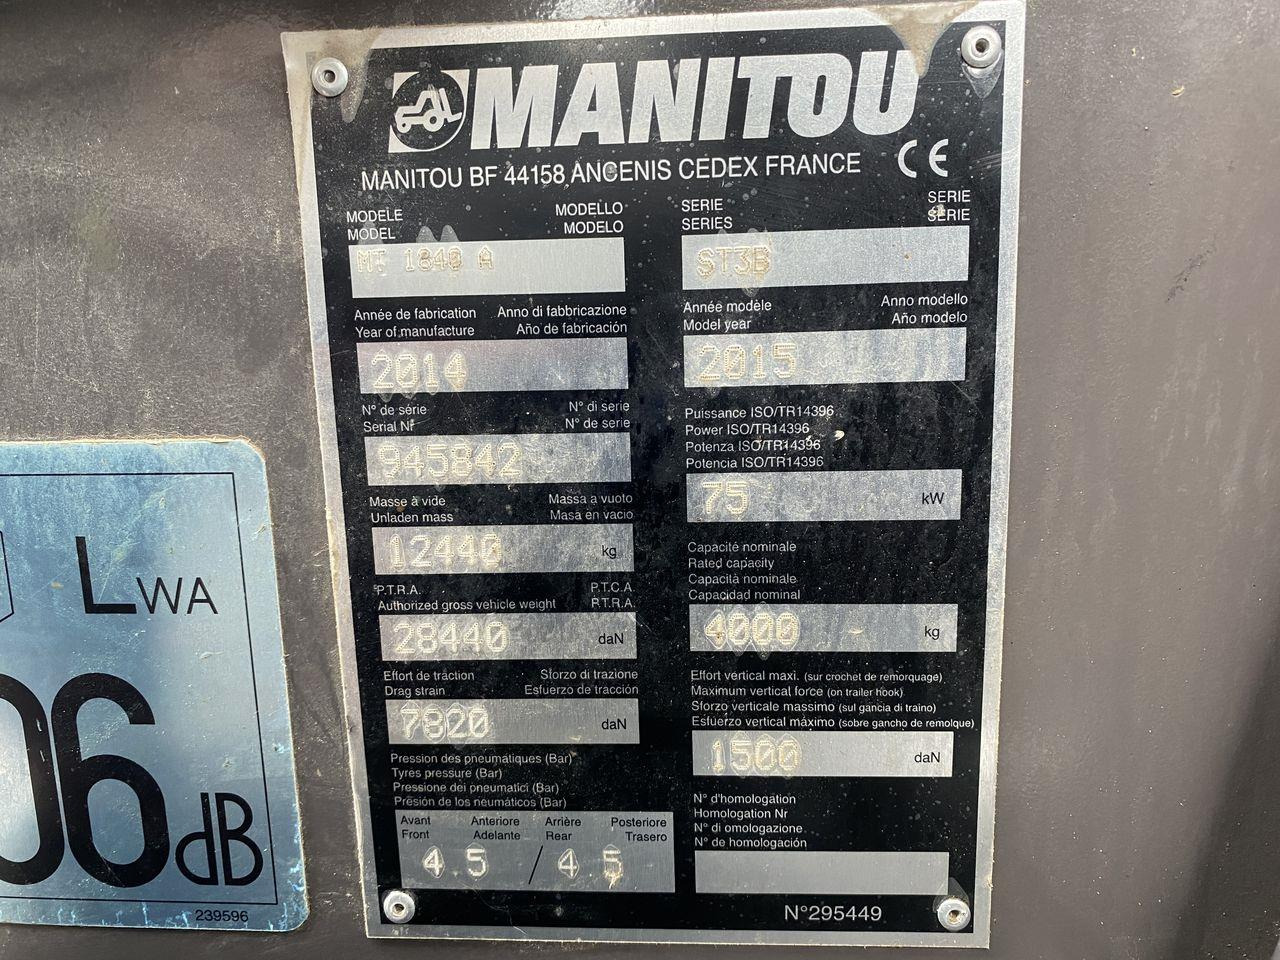 MANITOU
MANITOU BF 44158 ANCENIS CEDEX FRANCE CE
MODÈLE MODELLO
MODEL MODELO
MT 1840 A
SERIE SERIE
SERIES SERIE
ST3B
Année de fabrication Anno di fabbricazione
Year of manufacture Año de fabricación
2014
Année modèle Anno modello
Model year Año modelo
2015
N° de série N° di serie
Serial Nr N° de serie
945842
Puissance ISO/TR14396
Power ISO/TR14396
Potenza ISO/TR14396
Potencia ISO/TR14396
75 kW
Masse à vide Massa a vuoto
Unladen mass Masa en vacio
12440 kg
Capacité nominale
Rated capacity
Capacità nominale
Capacidad nominal
4000 kg
P.T.R.A. P.T.C.A
Authorized gross vehicle weight P.T.R.A.
28440 daN
Effort de traction Sforzo di trazione
Drag strain Esfuerzo de tracción
7820 daN
Effort vertical maxi. (sur crochet de remorquage)
Maximum vertical force (on trailer hook)
Sforzo verticale massimo (sul gancia di traino)
Esfuerzo vertical máximo (sobre gancho de remolque)
1500 daN
Pression des pneumatiques (Bar)
Tyres pressure (Bar)
Pressione dei pneumatici (Bar)
Presión de los neumáticos (Bar)
Avant Anteriore Arrière Posteriore
Front Adelante Rear Trasero
4 5 / 4 5
N° d'homologation
Homologation Nr
N° di omologazione
N° de homologación
N°295449
LWA
06 dB
239596